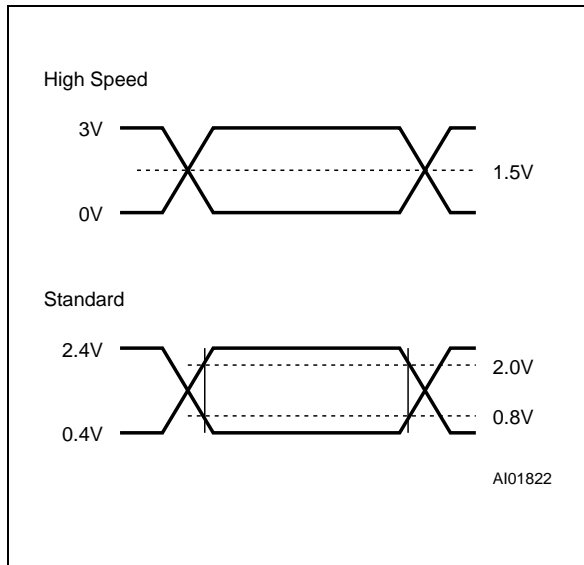 High Speed
3V
1.5V
0V
Standard
2.4V
2.0V
0.8V
0.4V
AI01822